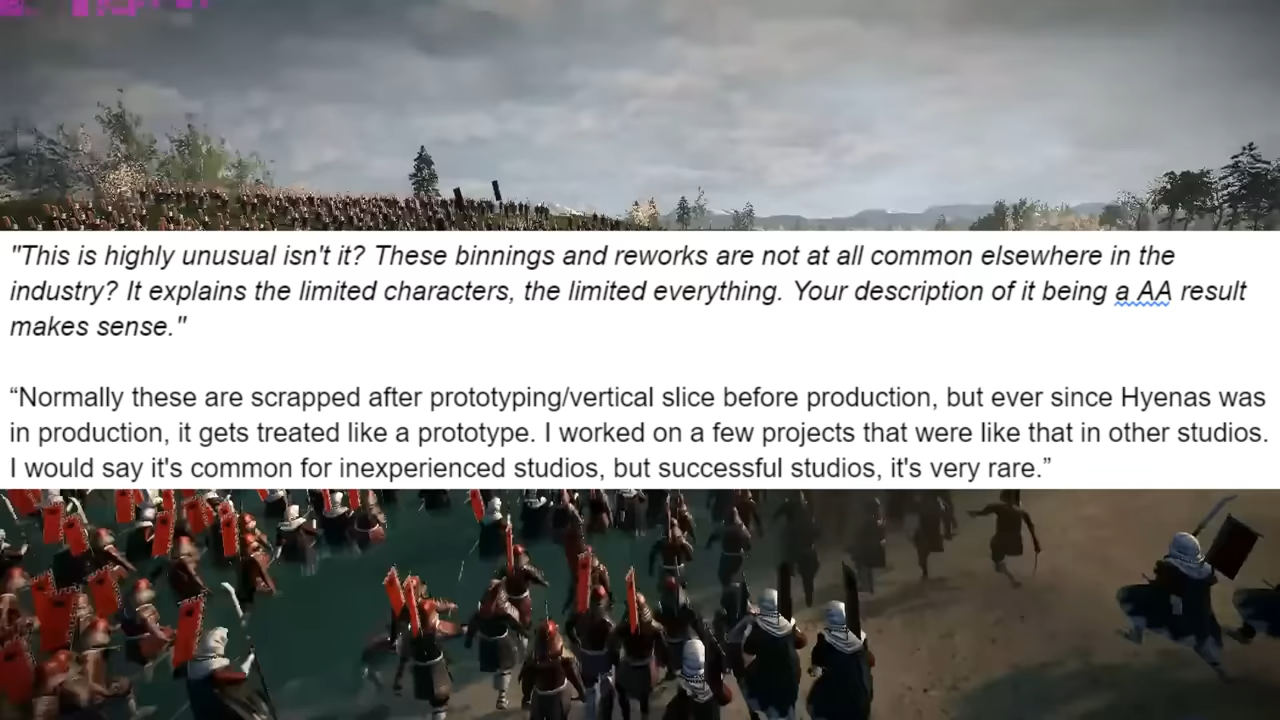 "This is highly unusual isn't it? These binnings and reworks are not at all common elsewhere in the
industry? It explains the limited characters, the limited everything. Your description of it being a AA result
makes sense."
“Normally these are scrapped after prototyping/vertical slice before production, but ever since Hyenas was
in production, it gets treated like a prototype. I worked on a few projects that were like that in other studios.
I would say it's common for inexperienced studios, but successful studios, it's very rare.”